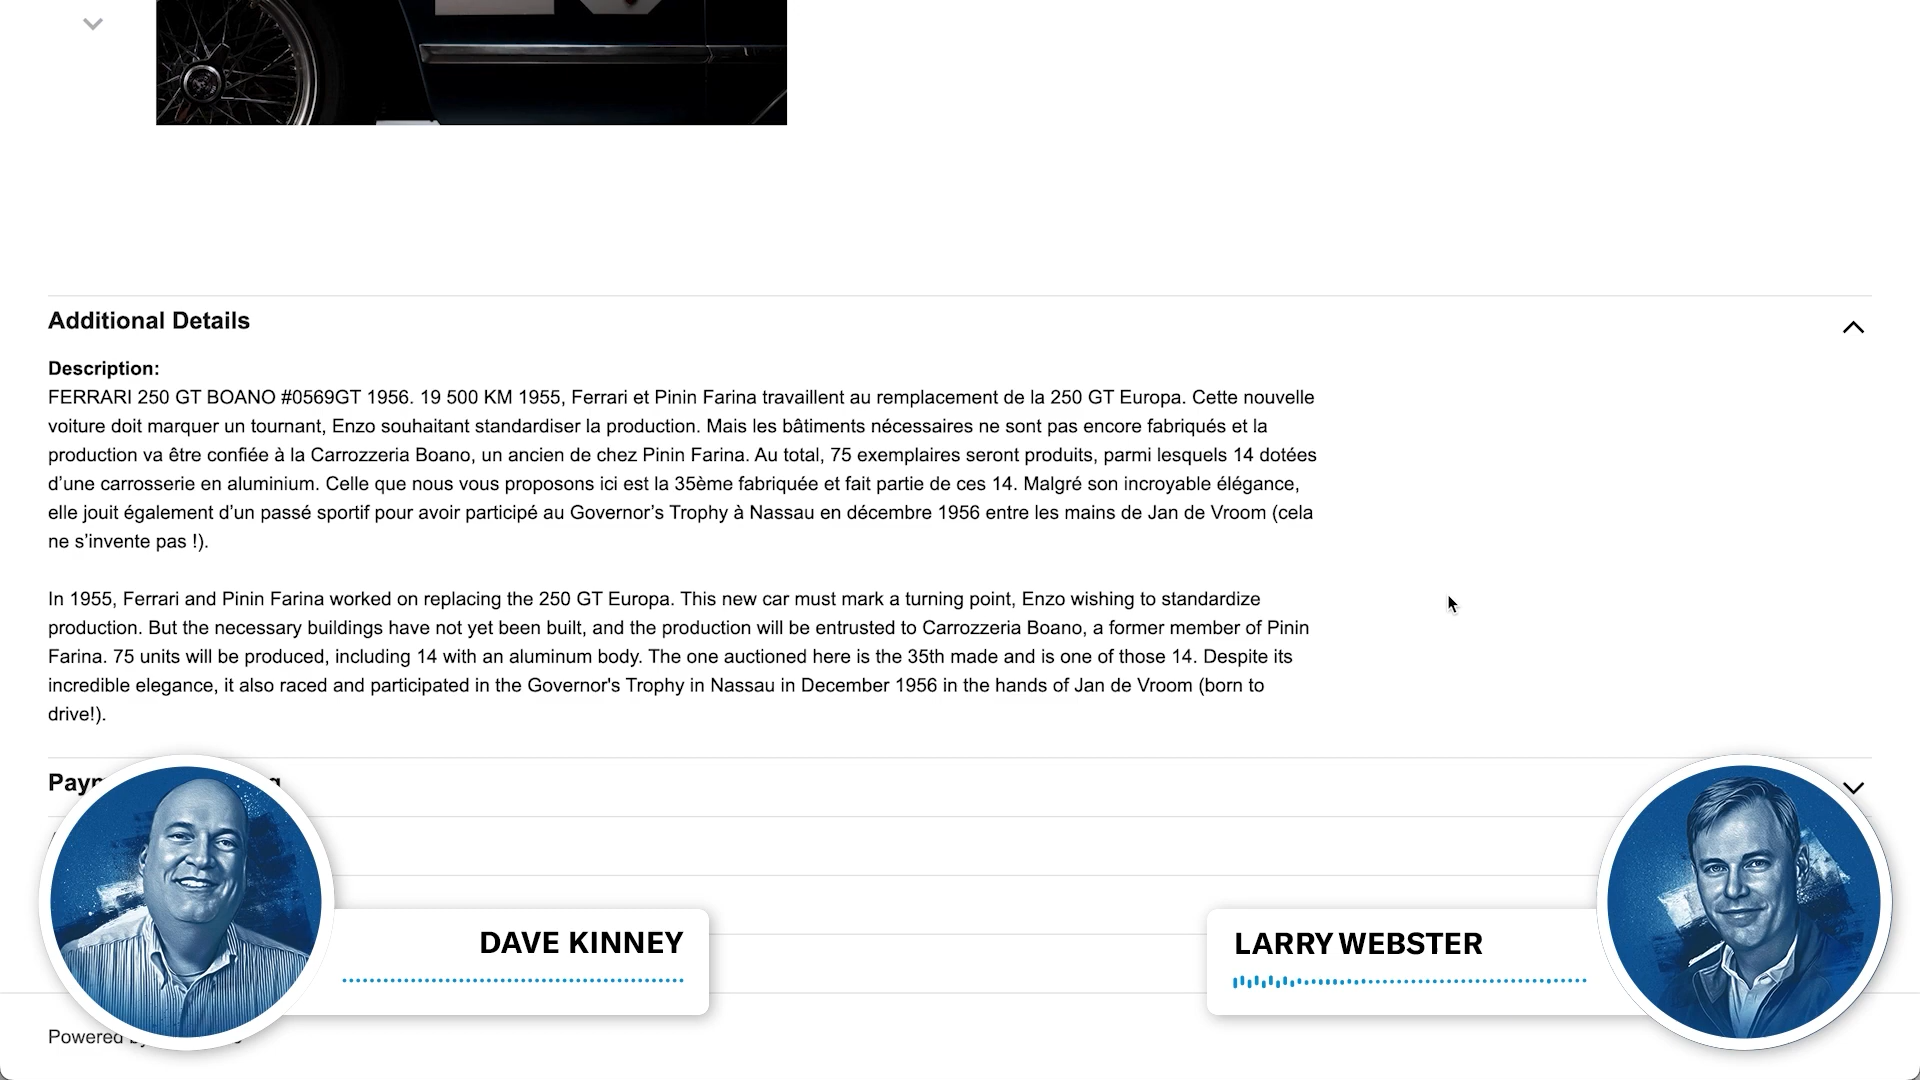 Additional Details
Description:
FERRARI 250 GT BOANO #0569GT 1956. 19 500 KM 1955, Ferrari et Pinin Farina travaillent au remplacement de la 250 GT Europa. Cette nouvelle
voiture doit marquer un tournant, Enzo souhaitant standardiser la production. Mais les bâtiments nécessaires ne sont pas encore fabriqués et la
production va être confiée à la Carrozzeria Boano, un ancien de chez Pinin Farina. Au total, 75 exemplaires seront produits, parmi lesquels 14 dotées
d’une carrosserie en aluminium. Celle que nous vous proposons ici est la 35ème fabriquée et fait partie de ces 14. Malgré son incroyable élégance,
elle jouit également d’un passé sportif pour avoir participé au Governor’s Trophy à Nassau en décembre 1956 entre les mains de Jan de Vroom (cela
ne s’invente pas !).
In 1955, Ferrari and Pinin Farina worked on replacing the 250 GT Europa. This new car must mark a turning point, Enzo wishing to standardize
production. But the necessary buildings have not yet been built, and the production will be entrusted to Carrozzeria Boano, a former member of Pinin
Farina. 75 units will be produced, including 14 with an aluminum body. The one auctioned here is the 35th made and is one of those 14. Despite its
incredible elegance, it also raced and participated in the Governor's Trophy in Nassau in December 1956 in the hands of Jan de Vroom (born to
drive!).
DAVE KINNEY
LARRY WEBSTER
Powered